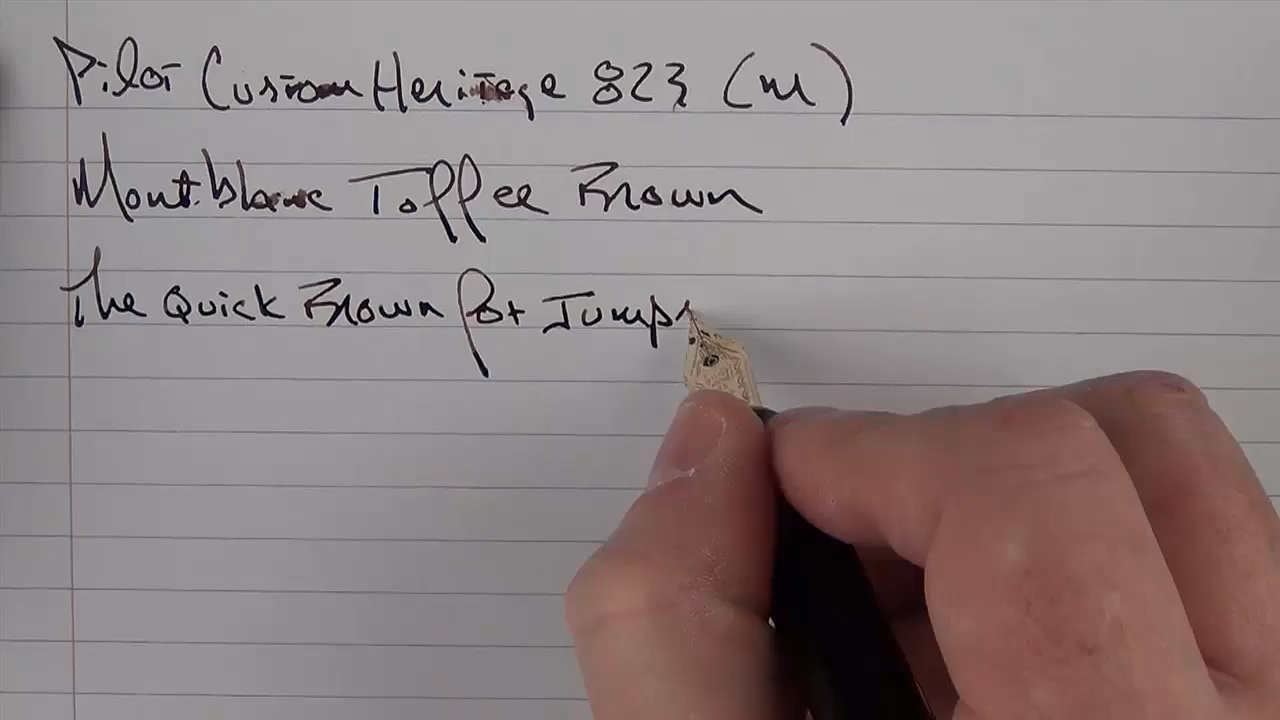 Pilot Custom Heritage 823 (M)
Montblanc Toffee Brown
The Quick Brown Fox Jumps